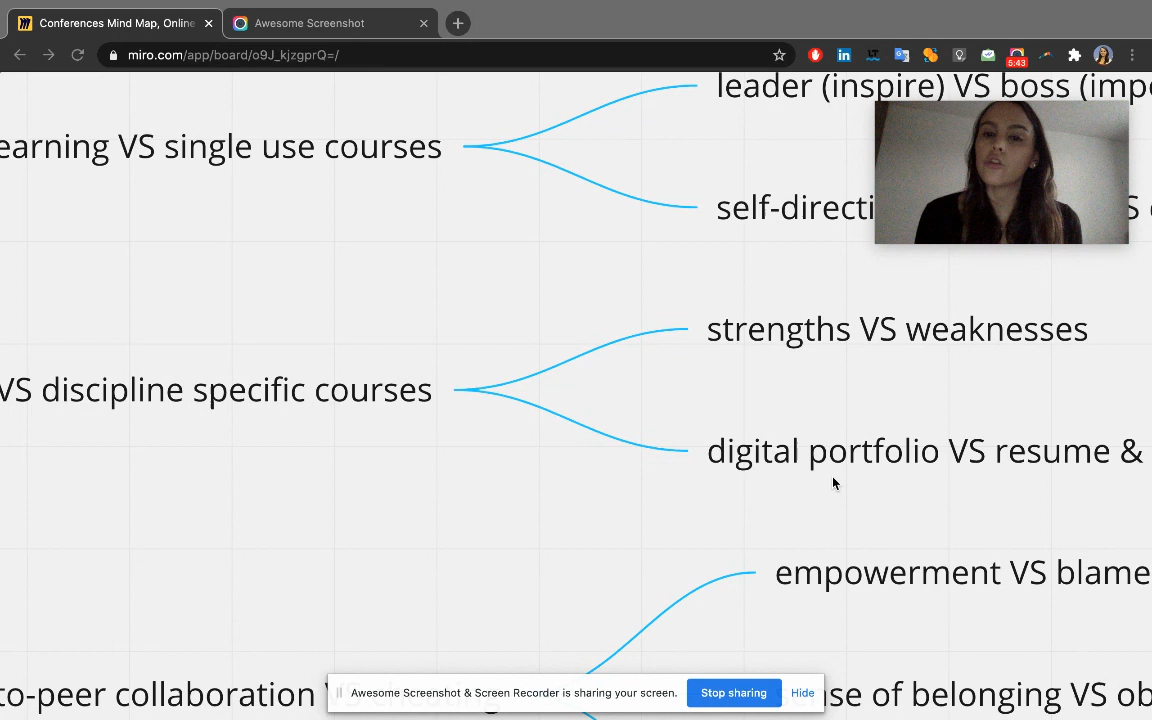 Conferences Mind Map, Online
Awesome Screenshot
miro.com/app/board/o9J_kjzgprQ=/
5:43
leader (inspire) VS boss (impo
earning VS single use courses
self-directi
S
strengths VS weaknesses
VS discipline specific courses
digital portfolio VS resume &
empowerment VS blame
to-peer collaboration VS cheating
nse of belonging VS ob
Awesome Screenshot & Screen Recorder is sharing your screen.
Stop sharing
Hide